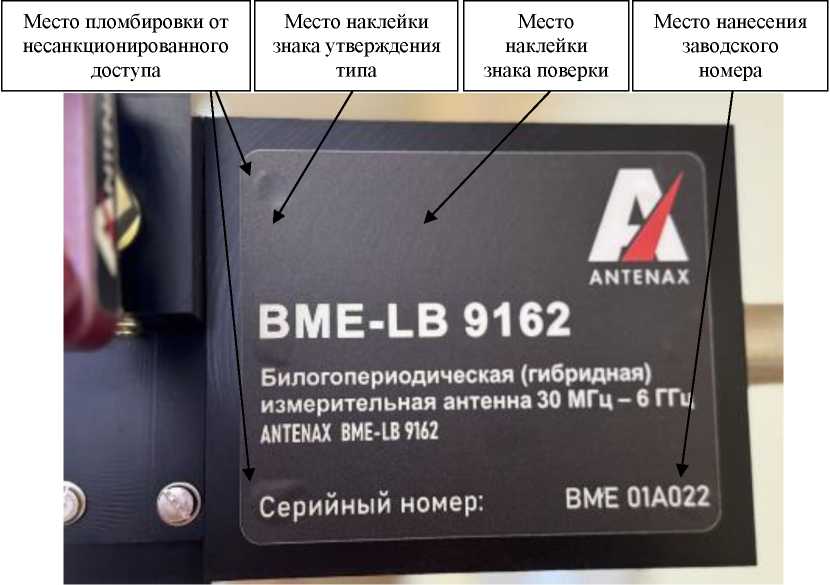 Место пломбировки от
несанкционированного
доступа
Место наклейки
знака утверждения
типа
Место
наклейки
знака поверки
Место нанесения
заводского
номера
ANTENAX
ANTENAX
BME-LB 9162
Билогопериодическая (гибридная)
измерительная антенна 30 МГц – 6 ГГц
ANTENAX BME-LB 9162
Серийный номер: BME 01A022